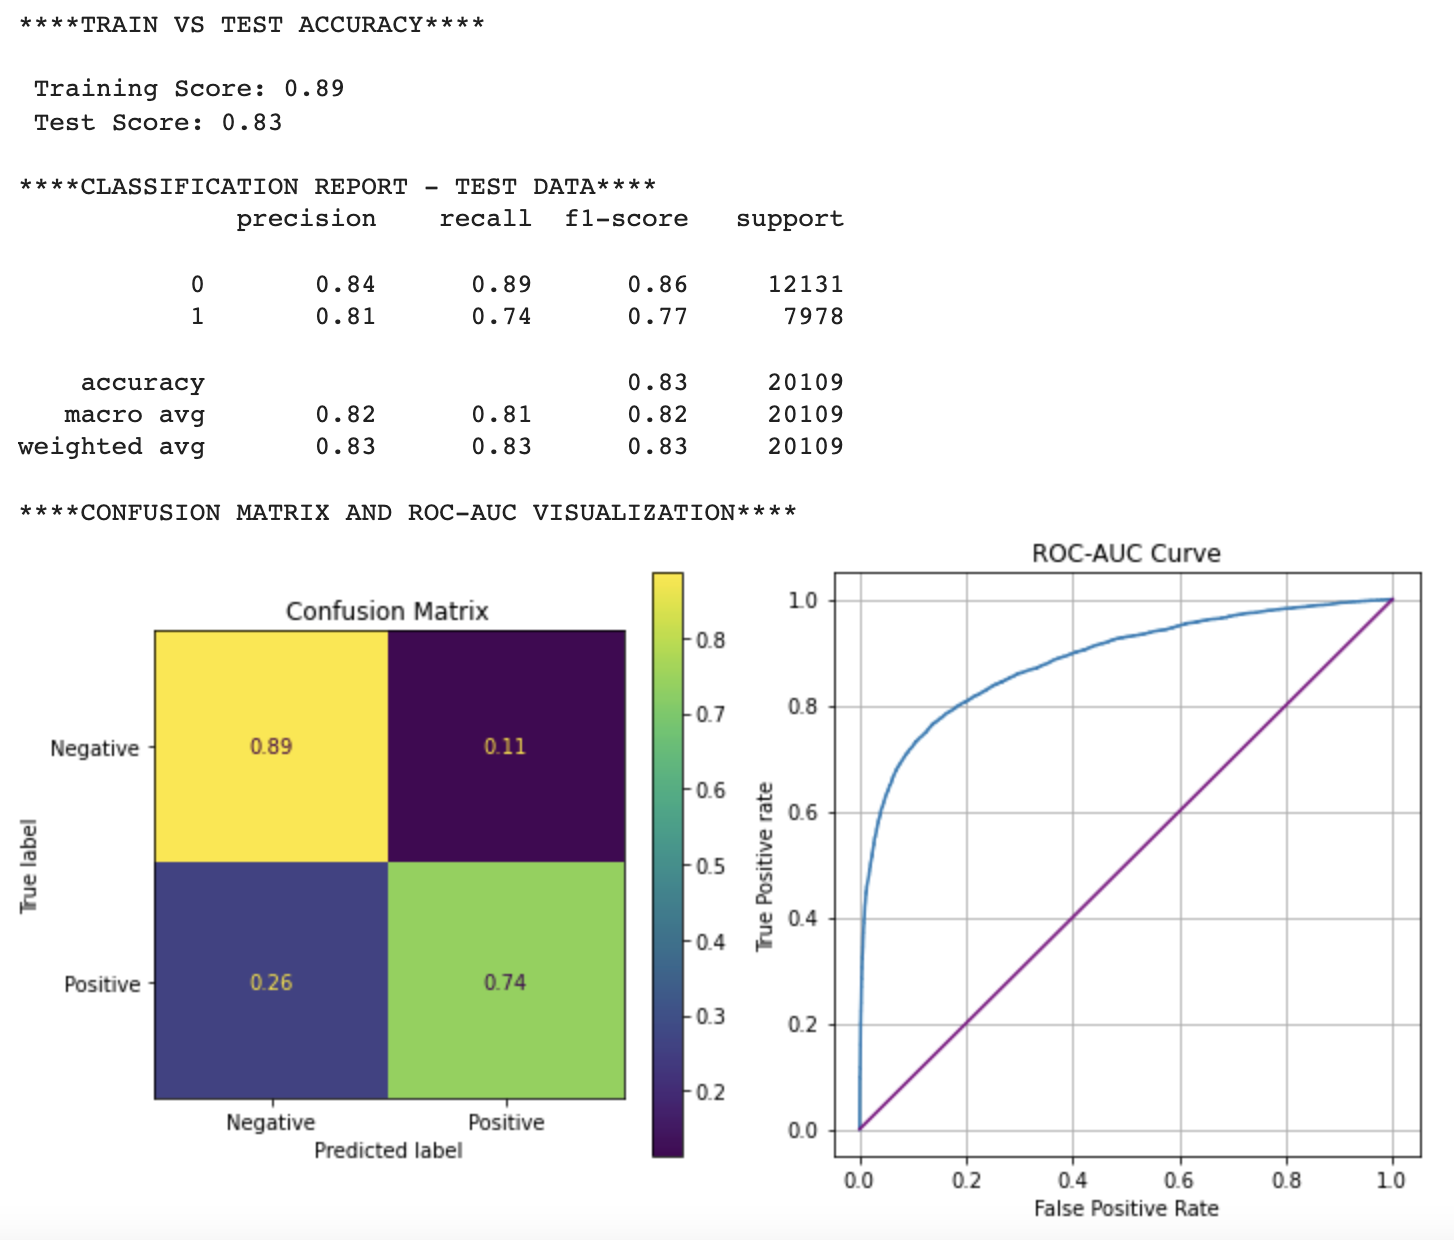 ****TRAIN VS TEST ACCURACY****
Training Score: 0.89
Test Score: 0.83
****CLASSIFICATION REPORT - TEST DATA****
precision recall f1-score support
0 0.84 0.89 0.86 12131
1 0.81 0.74 0.77 7978
accuracy 0.83 20109
macro avg 0.82 0.81 0.82 20109
weighted avg 0.83 0.83 0.83 20109
****CONFUSION MATRIX AND ROC-AUC VISUALIZATION****
Confusion Matrix
True label
Negative
0.89
0.11
Positive
0.26
0.74
Negative
Positive
Predicted label
0.8
0.7
0.6
0.5
0.4
0.3
0.2
ROC-AUC Curve
True Positive rate
1.0
0.8
0.6
0.4
0.2
0.0
0.0
0.2
0.4
0.6
0.8
1.0
False Positive Rate